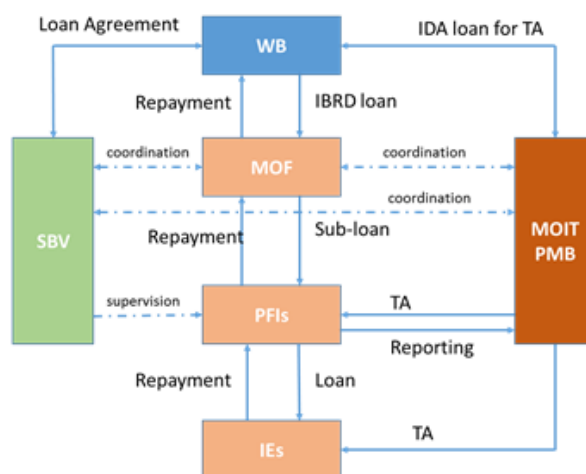 Loan Agreement
WB
IDA loan for TA
Repayment
IBRD loan
coordination
MOF
coordination
coordination
SBV
Repayment
Sub-loan
MOIT
PMB
supervision
PFIs
TA
Reporting
Repayment
Loan
IEs
TA